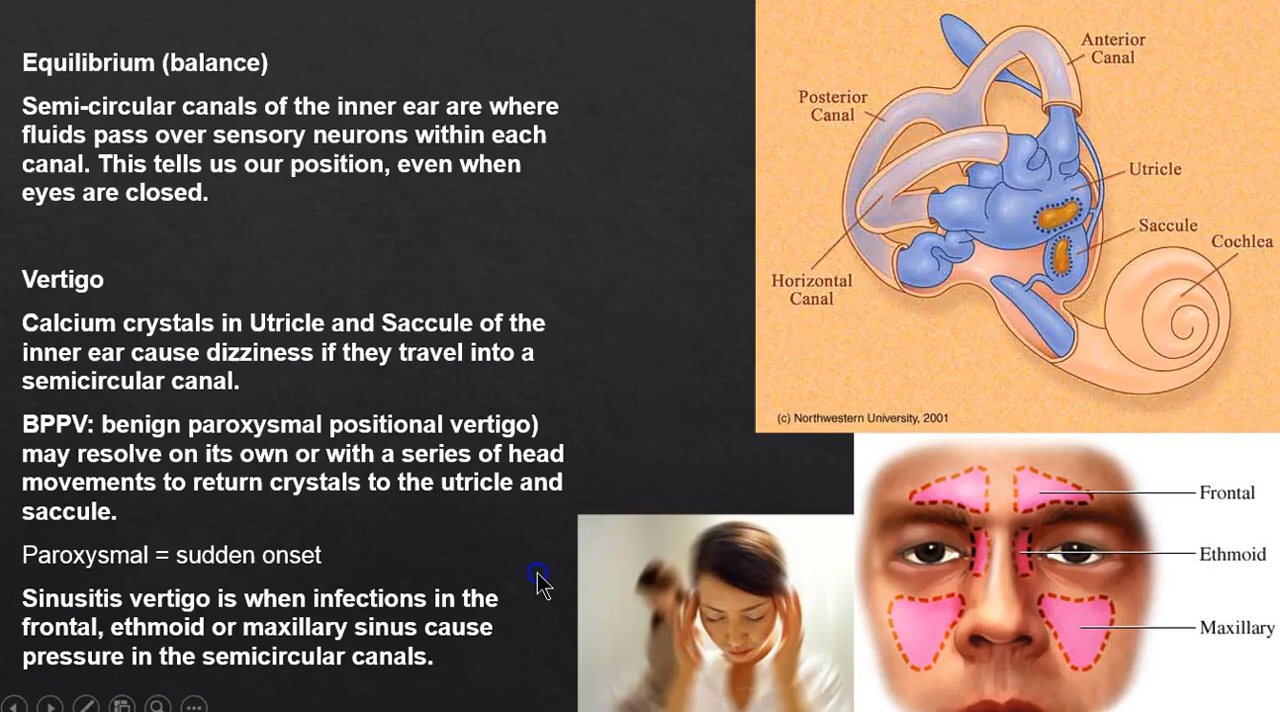 Equilibrium (balance)
Semi-circular canals of the inner ear are where
fluids pass over sensory neurons within each
canal. This tells us our position, even when
eyes are closed.
Vertigo
Calcium crystals in Utricle and Saccule of the
inner ear cause dizziness if they travel into a
semicircular canal.
BPPV: benign paroxysmal positional vertigo)
may resolve on its own or with a series of head
movements to return crystals to the utricle and
saccule.
Paroxysmal = sudden onset
Sinusitis vertigo is when infections in the
frontal, ethmoid or maxillary sinus cause
pressure in the semicircular canals.
Anterior
Canal
Posterior
Canal
Utricle
Saccule
Cochlea
Horizontal
Canal
(c) Northwestern University, 2001
Frontal
Ethmoid
Maxillary